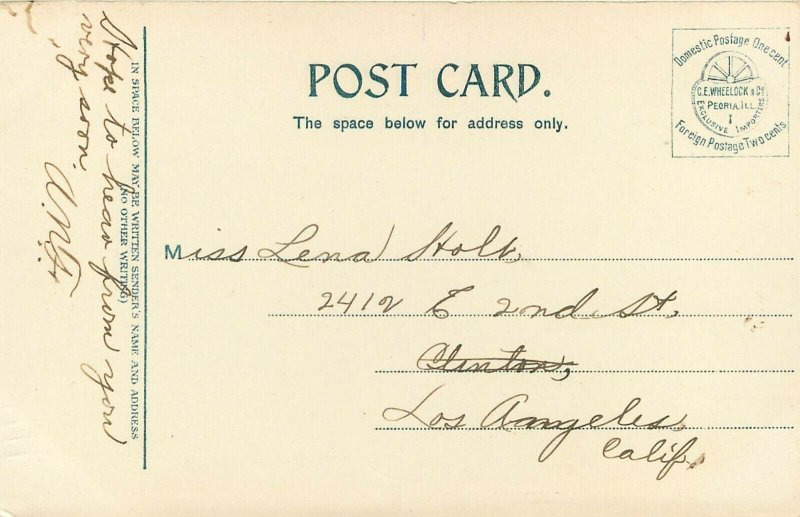 POST CARD.
The space below for address only.
Domestic Postage One cent
C.E. WHEELOCK & Co
PEORIA, ILL.
1
EXCLUSIVE IMPORTERS
Foreign Postage Two cents
IN SPACE BELOW MAY BE WRITTEN SENDER'S NAME AND ADDRESS
(NO OTHER WRITING)
Hope to hear from you
very soon.
Miss Lena Holt,
2412 E 2nd. St,
Clinton,
Los Angeles,
Calif.